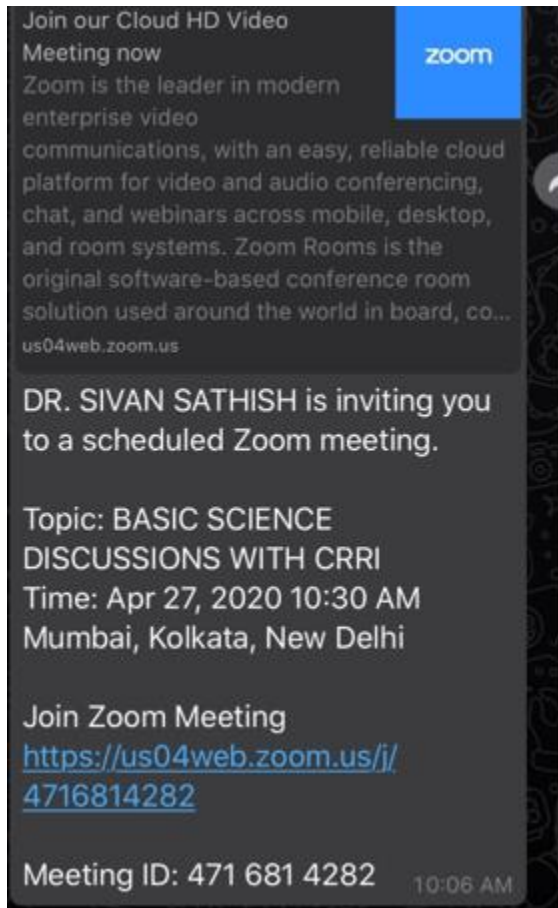 Join our Cloud HD Video
Meeting now
zoom
Zoom is the leader in modern
enterprise video
communications, with an easy, reliable cloud
platform for video and audio conferencing,
chat, and webinars across mobile, desktop,
and room systems. Zoom Rooms is the
original software-based conference room
solution used around the world in board, co...
us04web.zoom.us
DR. SIVAN SATHISH is inviting you
to a scheduled Zoom meeting.
Topic: BASIC SCIENCE
DISCUSSIONS WITH CRRI
Time: Apr 27, 2020 10:30 AM
Mumbai, Kolkata, New Delhi
Join Zoom Meeting
https://us04web.zoom.us/j/
4716814282
Meeting ID: 471 681 4282
10:06 AM